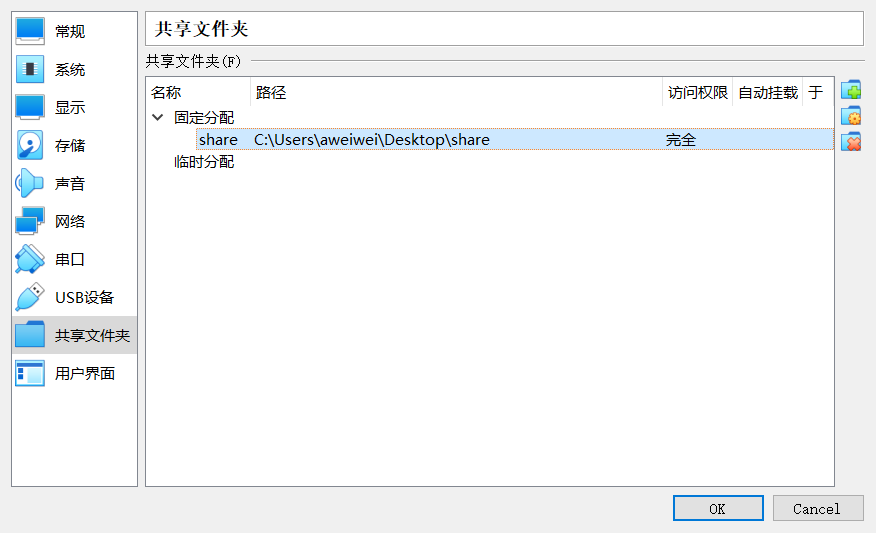 常规
系统
显示
存储
声音
网络
串口
USB设备
共享文件夹
用户界面
共享文件夹
共享文件夹(F)
名称 路径 访问权限 自动挂载 于
固定分配
share C:\Users\aweiwei\Desktop\share 完全
临时分配
OK Cancel